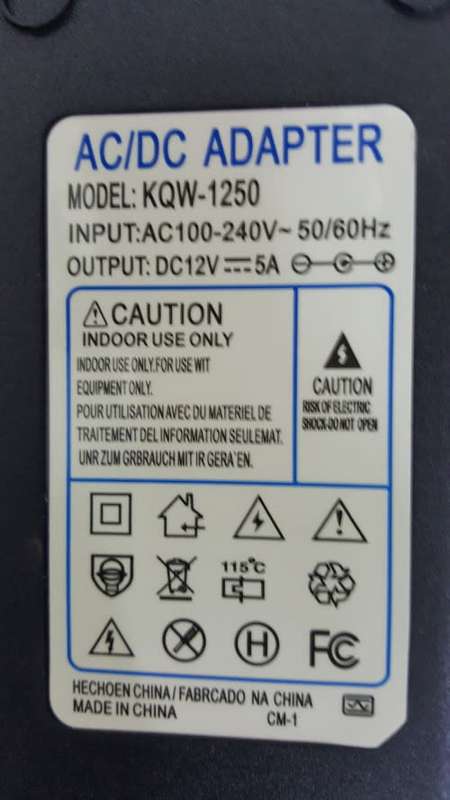 AC/DC ADAPTER
MODEL: KQW-1250
INPUT:AC100-240V~ 50/60Hz
OUTPUT: DC12V⎓5A
CAUTION
INDOOR USE ONLY
INDOOR USE ONLY.FOR USE WIT
EQUIPMENT ONLY.
POUR UTILISATION AVEC DU MATERIEL DE
TRAITEMENT DEL INFORMATION SEULEMAT.
UNR ZUM GRBRAUCH MIT IR GERA'EN.
CAUTION
RISK OF ELECTRIC
SHOCK-DO NOT OPEN
115°C
H
FC
HECHOEN CHINA / FABRCADO NA CHINA
MADE IN CHINA
CM-1